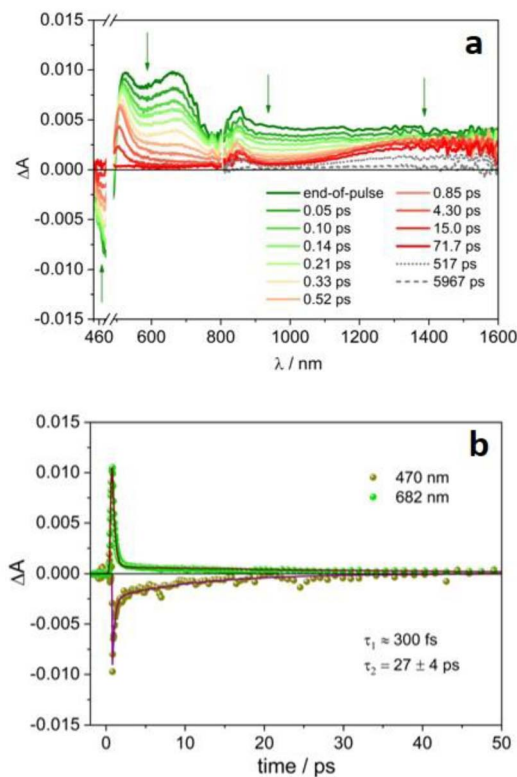 a
0.015
0.010
0.005
0.000
-0.005
-0.010
-0.015
ΔA
end-of-pulse
0.05 ps
0.10 ps
0.14 ps
0.21 ps
0.33 ps
0.52 ps
0.85 ps
4.30 ps
15.0 ps
71.7 ps
517 ps
5967 ps
460 600 800 1000 1200 1400 1600
λ / nm
b
0.015
0.010
0.005
0.000
-0.005
-0.010
-0.015
ΔA
470 nm
682 nm
τ₁ ≈ 300 fs
τ₂ = 27 ± 4 ps
0 10 20 30 40 50
time / ps